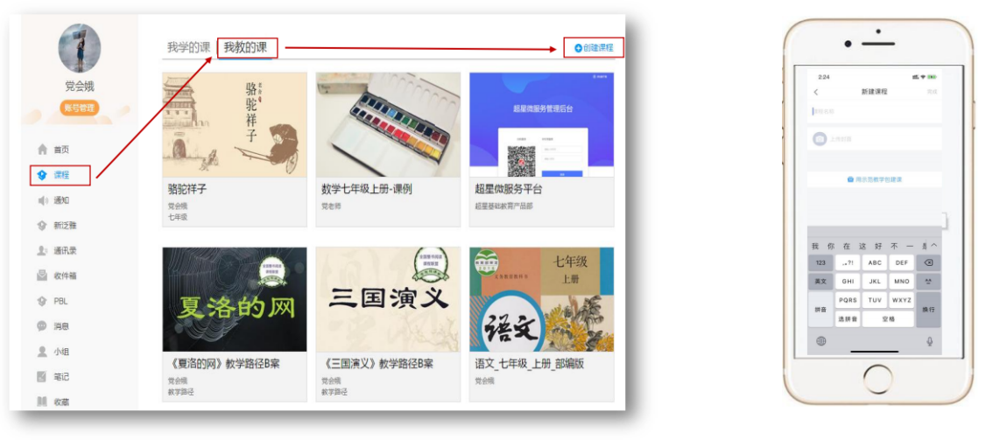 党会娥
账号管理
首页
课程
通知
新泛雅
通讯录
收件箱
PBL
消息
小组
笔记
收藏
我学的课
我教的课
创建课程
骆驼祥子
骆驼祥子
党会娥
七年级
数学七年级上册-课例
党老师
超星微服务管理后台
超星微服务平台
超星基础教育产品部
夏洛的网
《夏洛的网》教学路径B案
党会娥
教学路径
三国演义
《三国演义》教学路径B案
党会娥
教学路径
七年级
上册
义务教育教科书
语文
语文_七年级_上册_部编版
党会娥
2:24
新建课程
完成
课程名称
上传封面
用示范教学包建课
我 你 在 这 好 不 一
123 .,?! ABC DEF
英文 GHI JKL MNO
拼音 PQRS TUV WXYZ 换行
选拼音 空格